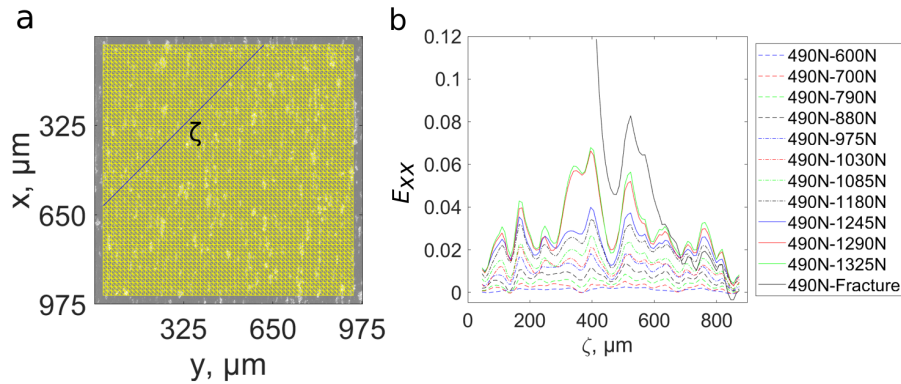 a
ζ
x, µm
325
650
975
325 650 975
y, µm
b
E_XX
0.12
0.1
0.08
0.06
0.04
0.02
0
0 200 400 600 800
ζ, µm
490N-600N
490N-700N
490N-790N
490N-880N
490N-975N
490N-1030N
490N-1085N
490N-1180N
490N-1245N
490N-1290N
490N-1325N
490N-Fracture